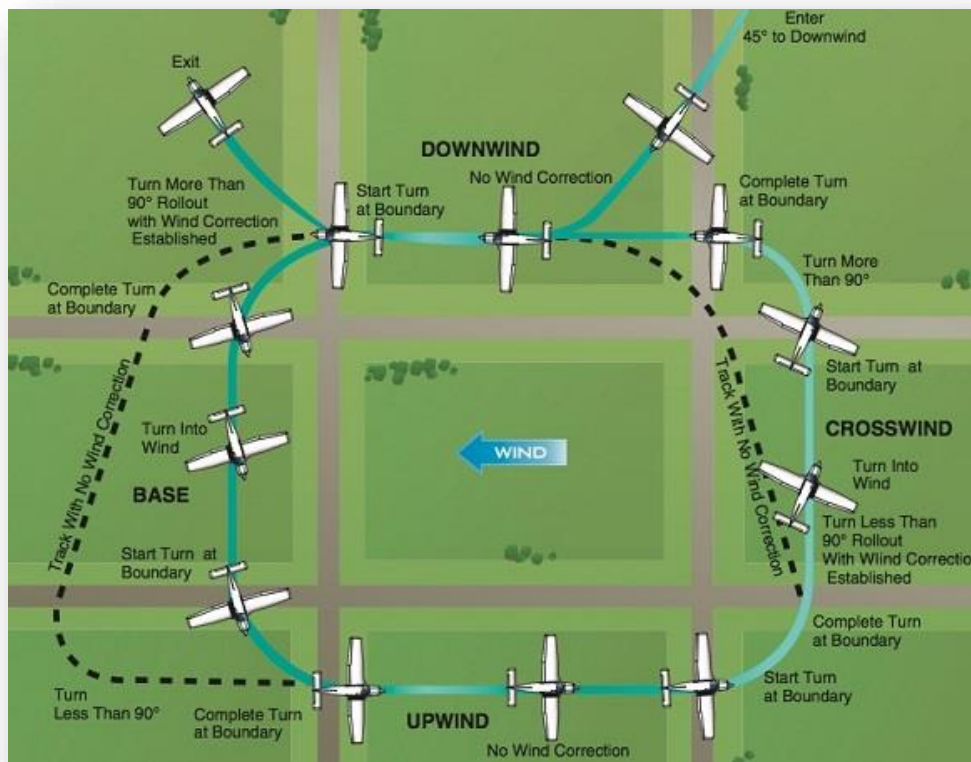 Enter
45° to Downwind
Exit
DOWNWIND
No Wind Correction
Turn More Than
90° Rollout
with Wind Correction
Established
Start Turn
at Boundary
Complete Turn
at Boundary
Turn More
Than 90°
Complete Turn
at Boundary
Start Turn at
Boundary
Track With No Wind Correction
Track With No Wind Correction
Turn Into
Wind
WIND
CROSSWIND
BASE
Turn Into
Wind
Turn Less Than
90° Rollout
With WIind Correctio
Established
Start Turn at
Boundary
Complete Turn
at Boundary
Start Turn
at Boundary
Turn
Less Than 90°
Complete Turn
at Boundary
UPWIND
No Wind Correction